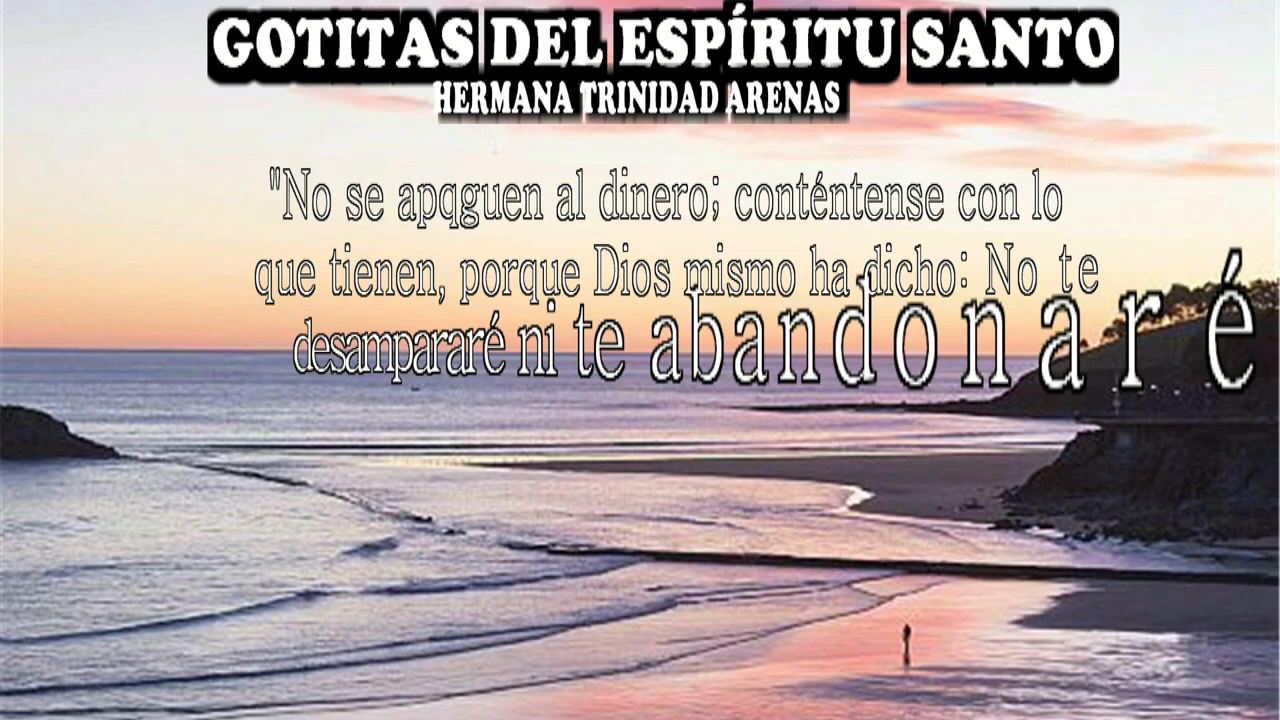 GOTITAS DEL ESPÍRITU SANTO
HERMANA TRINIDAD ARENAS
"No se apqguen al dinero; conténtense con lo
que tienen, porque Dios mismo ha dicho: No te
desampararé ni te abandonaré